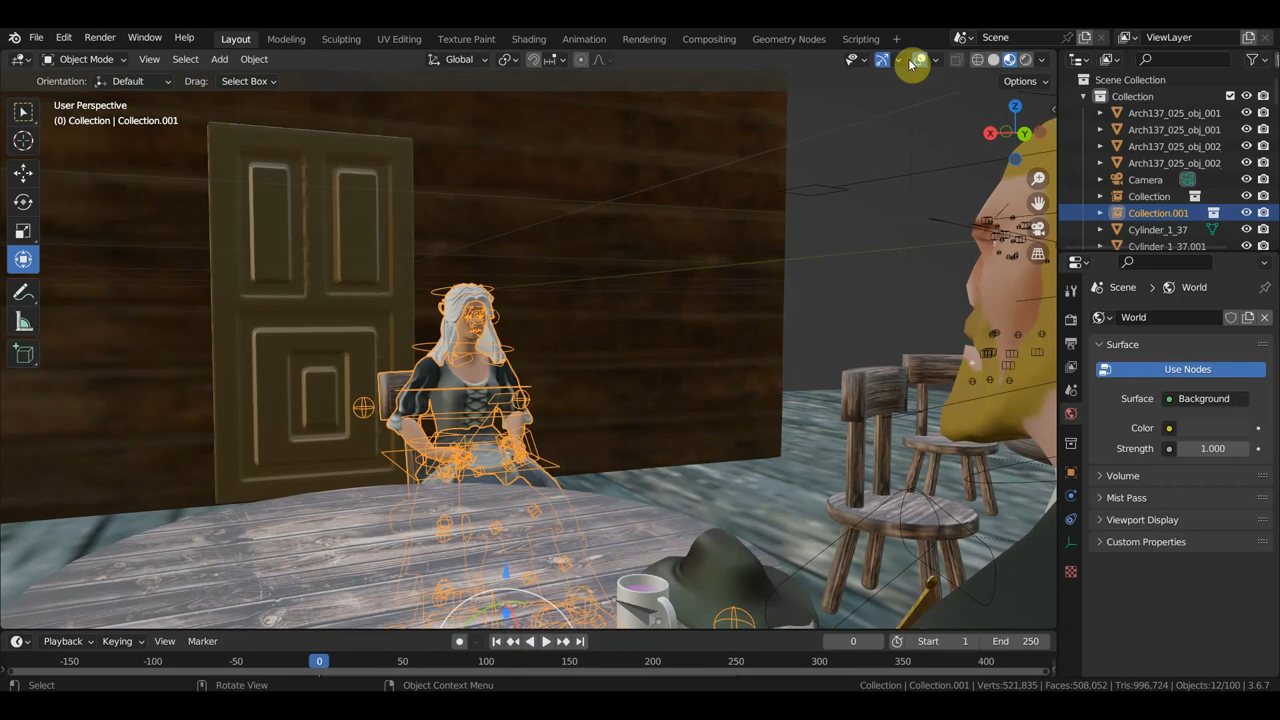 File Edit Render Window Help Layout Modeling Sculpting UV Editing Texture Paint Shading Animation Rendering Compositing Geometry Nodes Scripting + Scene ViewLayer
Object Mode View Select Add Object Global
Orientation: Default Drag: Select Box Options
User Perspective
(0) Collection | Collection.001
Z
X
Y
Scene Collection
Collection
Arch137_025_obj_001
Arch137_025_obj_001
Arch137_025_obj_002
Arch137_025_obj_002
Camera
Collection
Collection.001
Cylinder_1_37
Cylinder_1_37.001
Scene World
World
Surface
Use Nodes
Surface Background
Color
Strength 1.000
Volume
Mist Pass
Viewport Display
Custom Properties
Playback Keying View Marker 0 Start 1 End 250
-150 -100 -50 0 50 100 150 200 250 300 350 400
Select Rotate View Object Context Menu Collection | Collection.001 | Verts:521,835 | Faces:508,052 | Tris:996,724 | Objects:12/100 | 3.6.7